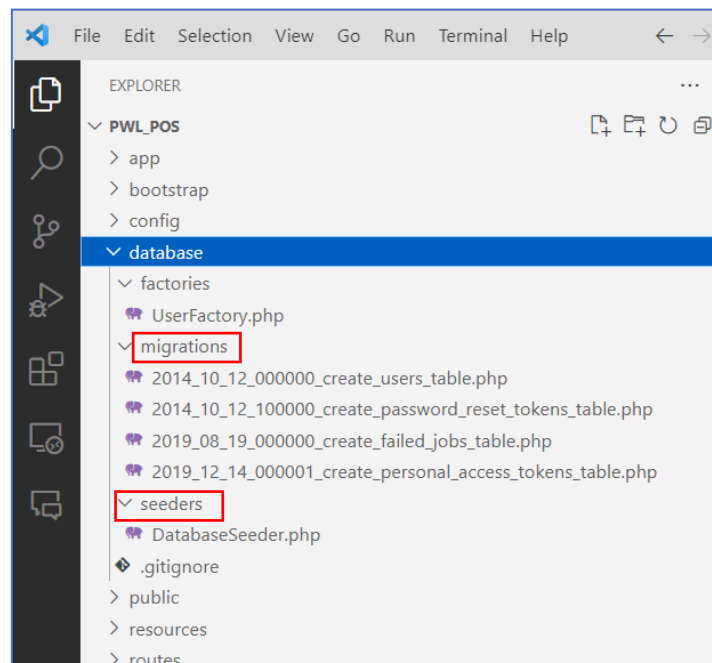 File Edit Selection View Go Run Terminal Help
EXPLORER
PWL_POS
app
bootstrap
config
database
factories
UserFactory.php
migrations
2014_10_12_000000_create_users_table.php
2014_10_12_100000_create_password_reset_tokens_table.php
2019_08_19_000000_create_failed_jobs_table.php
2019_12_14_000001_create_personal_access_tokens_table.php
seeders
DatabaseSeeder.php
.gitignore
public
resources
routes